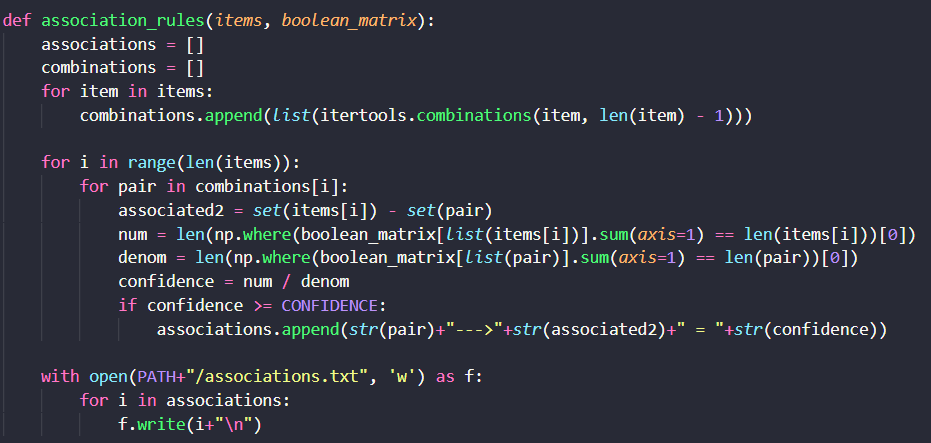 def association_rules(items, boolean_matrix):
    associations = []
    combinations = []
    for item in items:
        combinations.append(list(itertools.combinations(item, len(item) - 1)))

    for i in range(len(items)):
        for pair in combinations[i]:
            associated2 = set(items[i]) - set(pair)
            num = len(np.where(boolean_matrix[list(items[i])].sum(axis=1) == len(items[i]))[0])
            denom = len(np.where(boolean_matrix[list(pair)].sum(axis=1) == len(pair))[0])
            confidence = num / denom
            if confidence >= CONFIDENCE:
                associations.append(str(pair)+"--->"+str(associated2)+" = "+str(confidence))

    with open(PATH+"/associations.txt", 'w') as f:
        for i in associations:
            f.write(i+"\n")